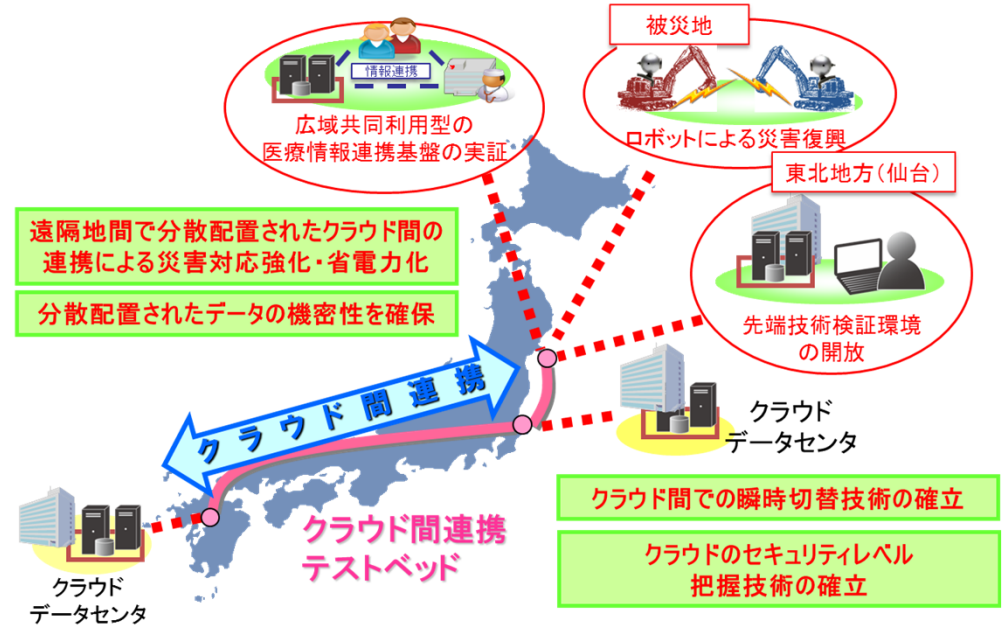 被災地
情報連携
広域共同利用型の
医療情報連携基盤の実証
ロボットによる災害復興
東北地方(仙台)
先端技術検証環境
の開放
遠隔地間で分散配置されたクラウド間の
連携による災害対応強化・省電力化
分散配置されたデータの機密性を確保
クラウド間連携
クラウド
データセンタ
クラウド間連携
テストベッド
クラウド間での瞬時切替技術の確立
クラウドのセキュリティレベル
把握技術の確立
クラウド
データセンタ